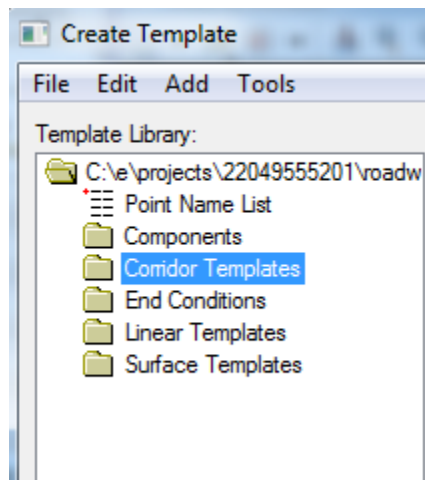 Create Template
File Edit Add Tools
Template Library:
C:\e\projects\22049555201\roadw
Point Name List
Components
Corridor Templates
End Conditions
Linear Templates
Surface Templates